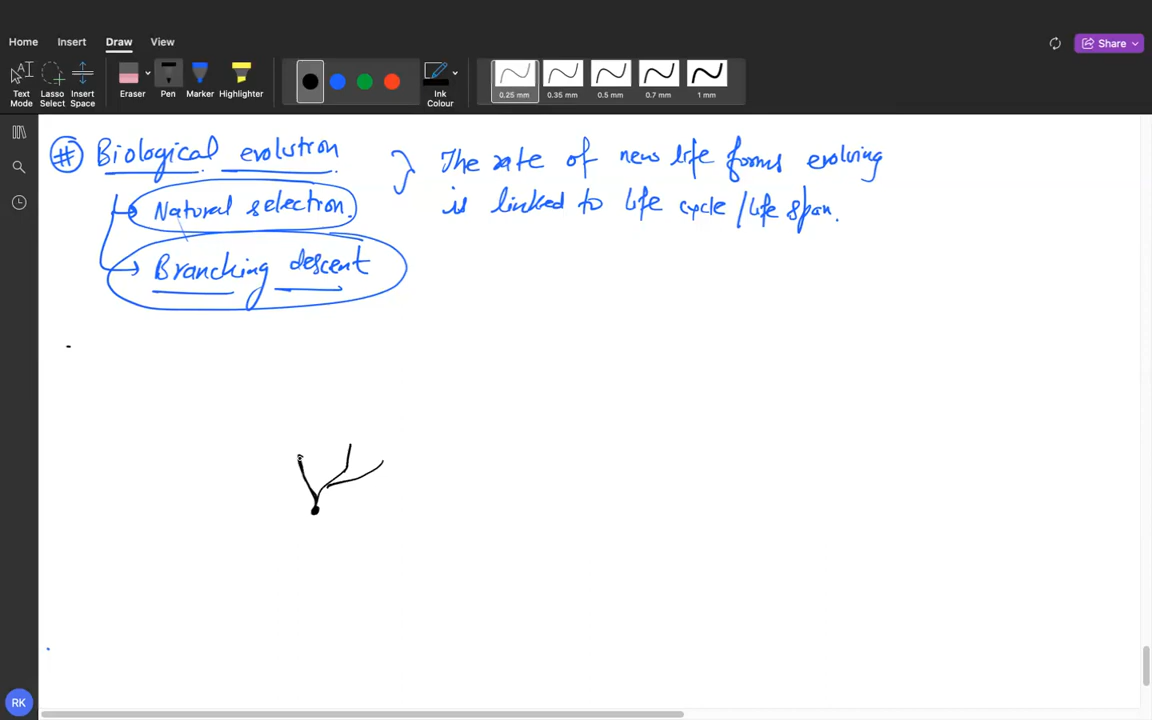 Home Insert Draw View
Share
Text Mode
Lasso Select
Insert Space
Eraser
Pen
Marker
Highlighter
Ink Colour
0.25 mm
0.35 mm
0.5 mm
0.7 mm
1 mm
# Biological evolution
The rate of new life forms evolving
is linked to life cycle/life span.
Natural selection.
Branching descent
RK